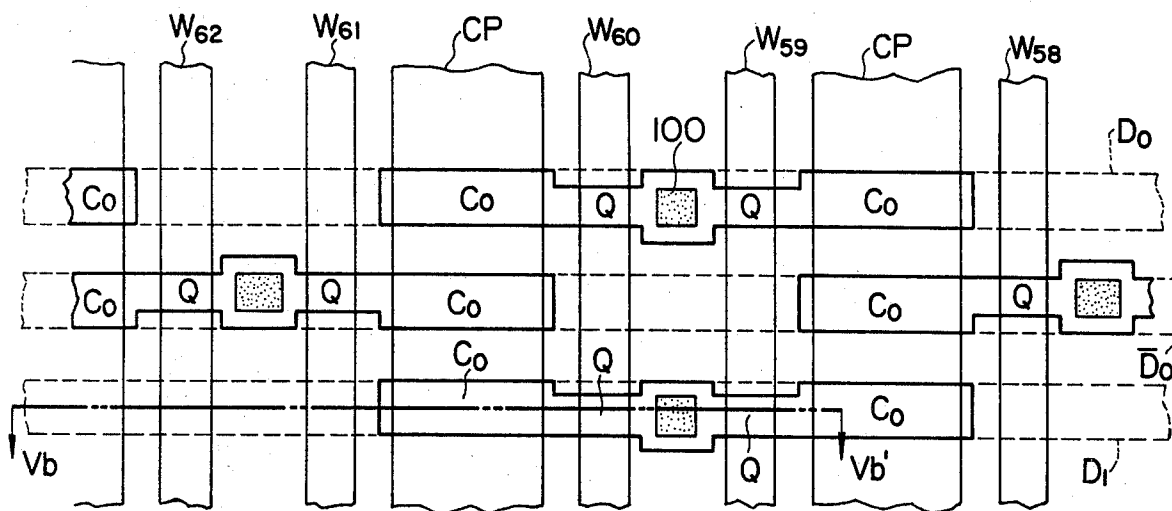 W62 W61 CP W60 W59 CP W58
100
D0
C0 C0 Q Q C0
C0 Q Q C0 C0 Q
D̅0
C0 Q
C0
Q
Vb Vb' D1